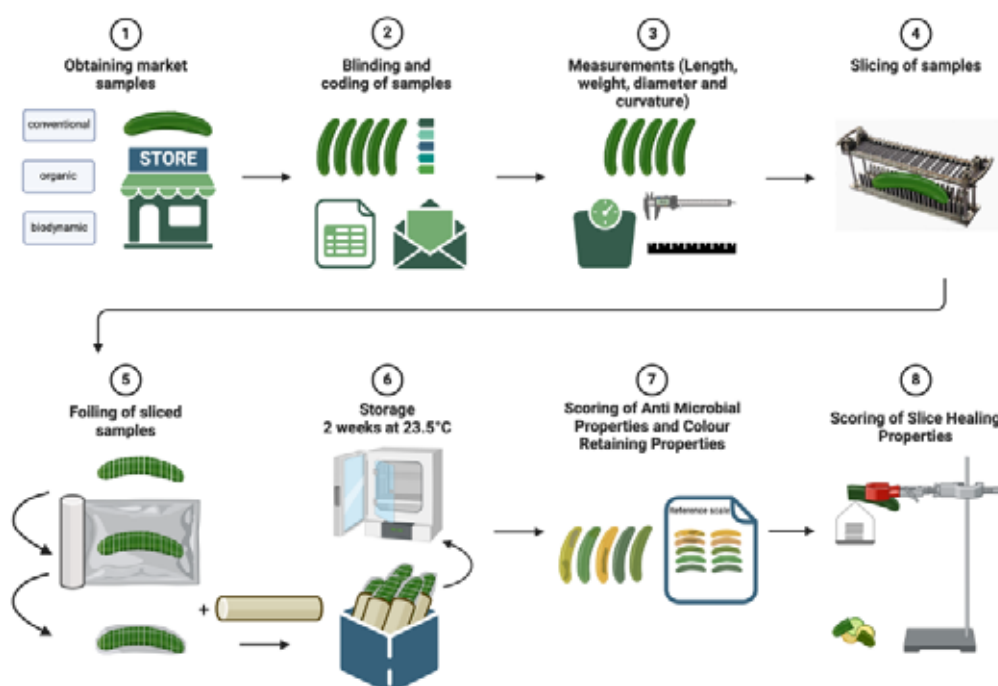 1
Obtaining market
samples
conventional
organic
biodynamic
STORE
2
Blinding and
coding of samples
3
Measurements (Length,
weight, diameter and
curvature)
4
Slicing of samples
5
Foiling of sliced
samples
+
6
Storage
2 weeks at 23.5°C
7
Scoring of Anti Microbial
Properties and Colour
Retaining Properties
Reference scale
8
Scoring of Slice Healing
Properties